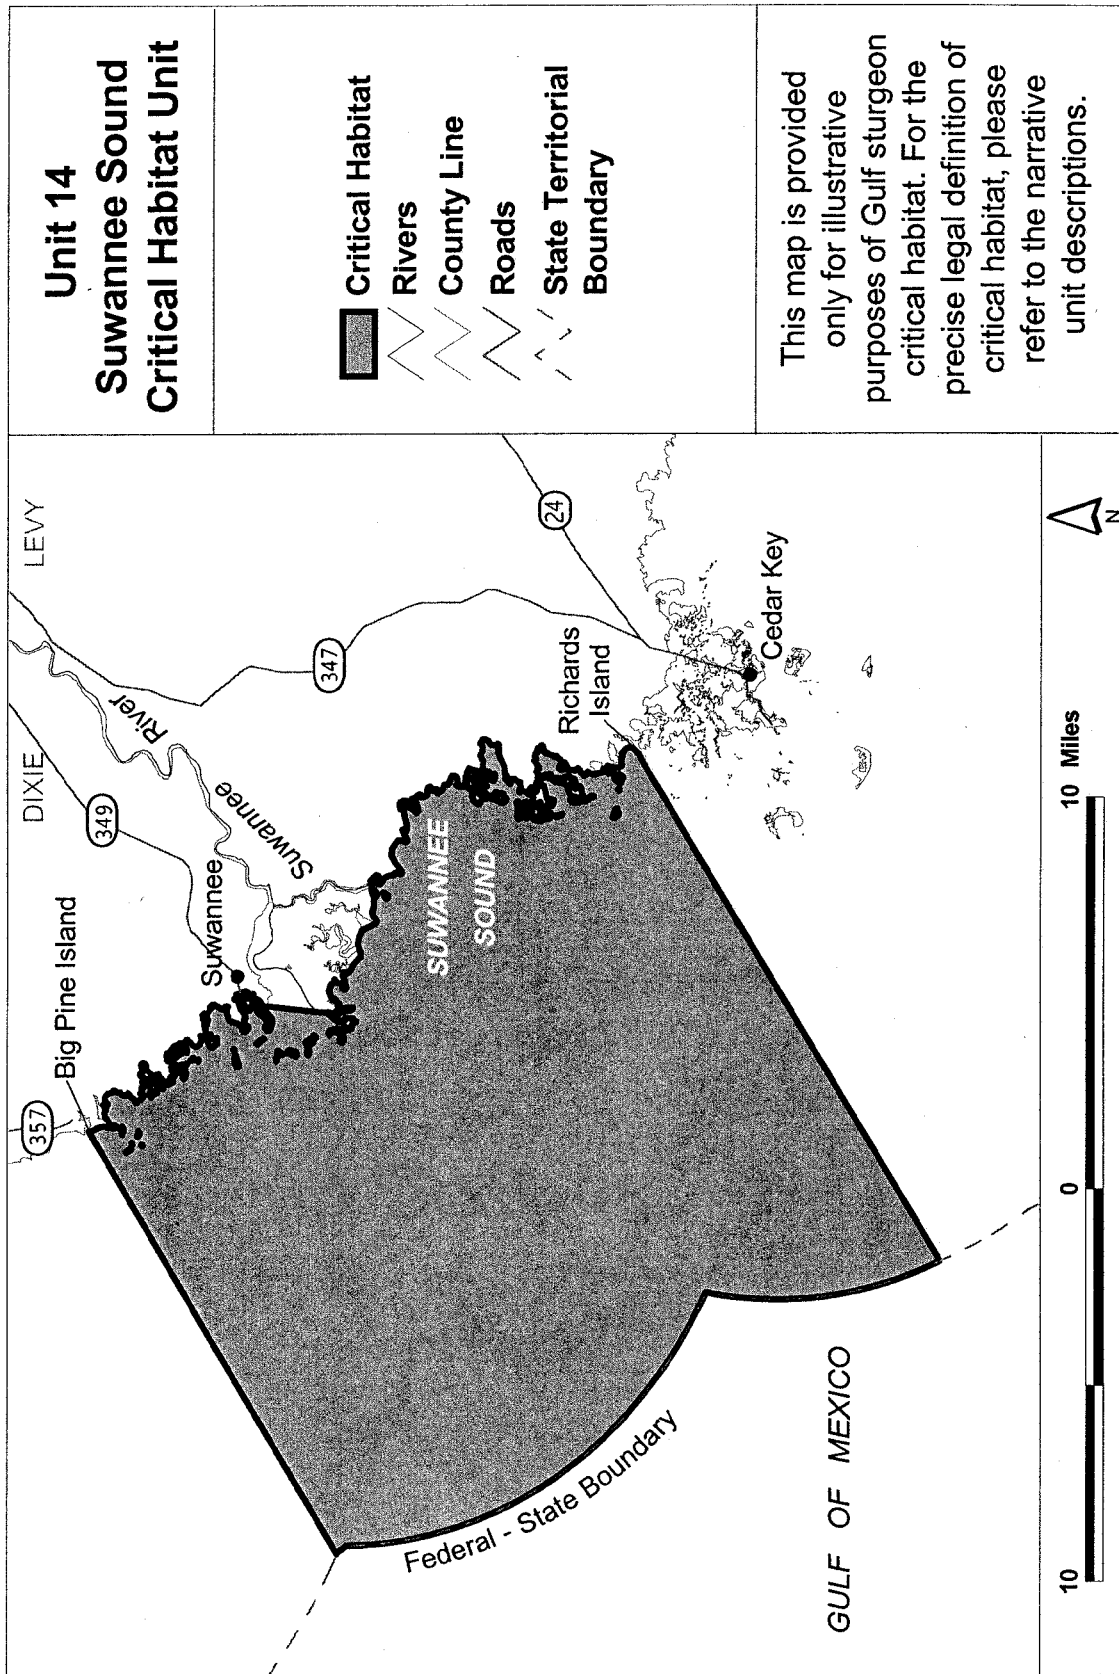 Unit 14
Suwannee Sound
Critical Habitat Unit
Critical Habitat
Rivers
County Line
Roads
State Territorial
Boundary
This map is provided
only for illustrative
purposes of Gulf sturgeon
critical habitat. For the
precise legal definition of
critical habitat, please
refer to the narrative
unit descriptions.
LEVY
DIXIE
357
Big Pine Island
349
River
Suwannee
Suwannee
347
24
SUWANNEE
SOUND
Richards
Island
Cedar Key
Federal - State Boundary
GULF OF MEXICO
10
0
10 Miles
N